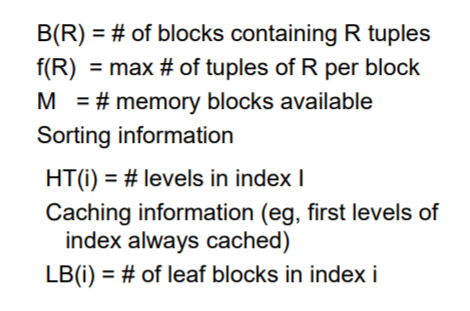 B(R) = # of blocks containing R tuples
f(R) = max # of tuples of R per block
M = # memory blocks available
Sorting information
HT(i) = # levels in index I
Caching information (eg, first levels of
index always cached)
LB(i) = # of leaf blocks in index i